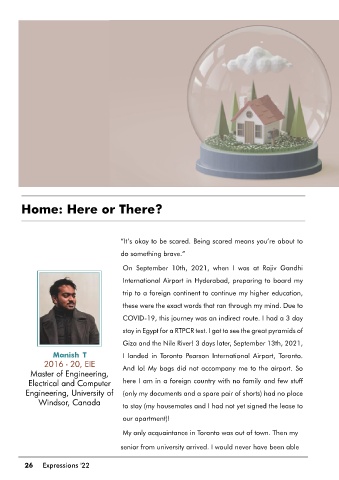 Home: Here or There?
"It's okay to be scared. Being scared means you're about to
do something brave."
On September 10th, 2021, when I was at Rajiv Gandhi
International Airport in Hyderabad, preparing to board my
trip to a foreign continent to continue my higher education,
these were the exact words that ran through my mind. Due to
COVID-19, this journey was an indirect route. I had a 3 day
stay in Egypt for a RTPCR test. I got to see the great pyramids of
Giza and the Nile River! 3 days later, September 13th, 2021,
I landed in Toronto Pearson International Airport, Toronto.
And lo! My bags did not accompany me to the airport. So
here I am in a foreign country with no family and few stuff
(only my documents and a spare pair of shorts) had no place
to stay (my housemates and I had not yet signed the lease to
our apartment)!
My only acquaintance in Toronto was out of town. Then my
senior from university arrived. I would never have been able
Manish T
2016 - 20, EIE
Master of Engineering,
Electrical and Computer
Engineering, University of
Windsor, Canada
26 Expressions '22